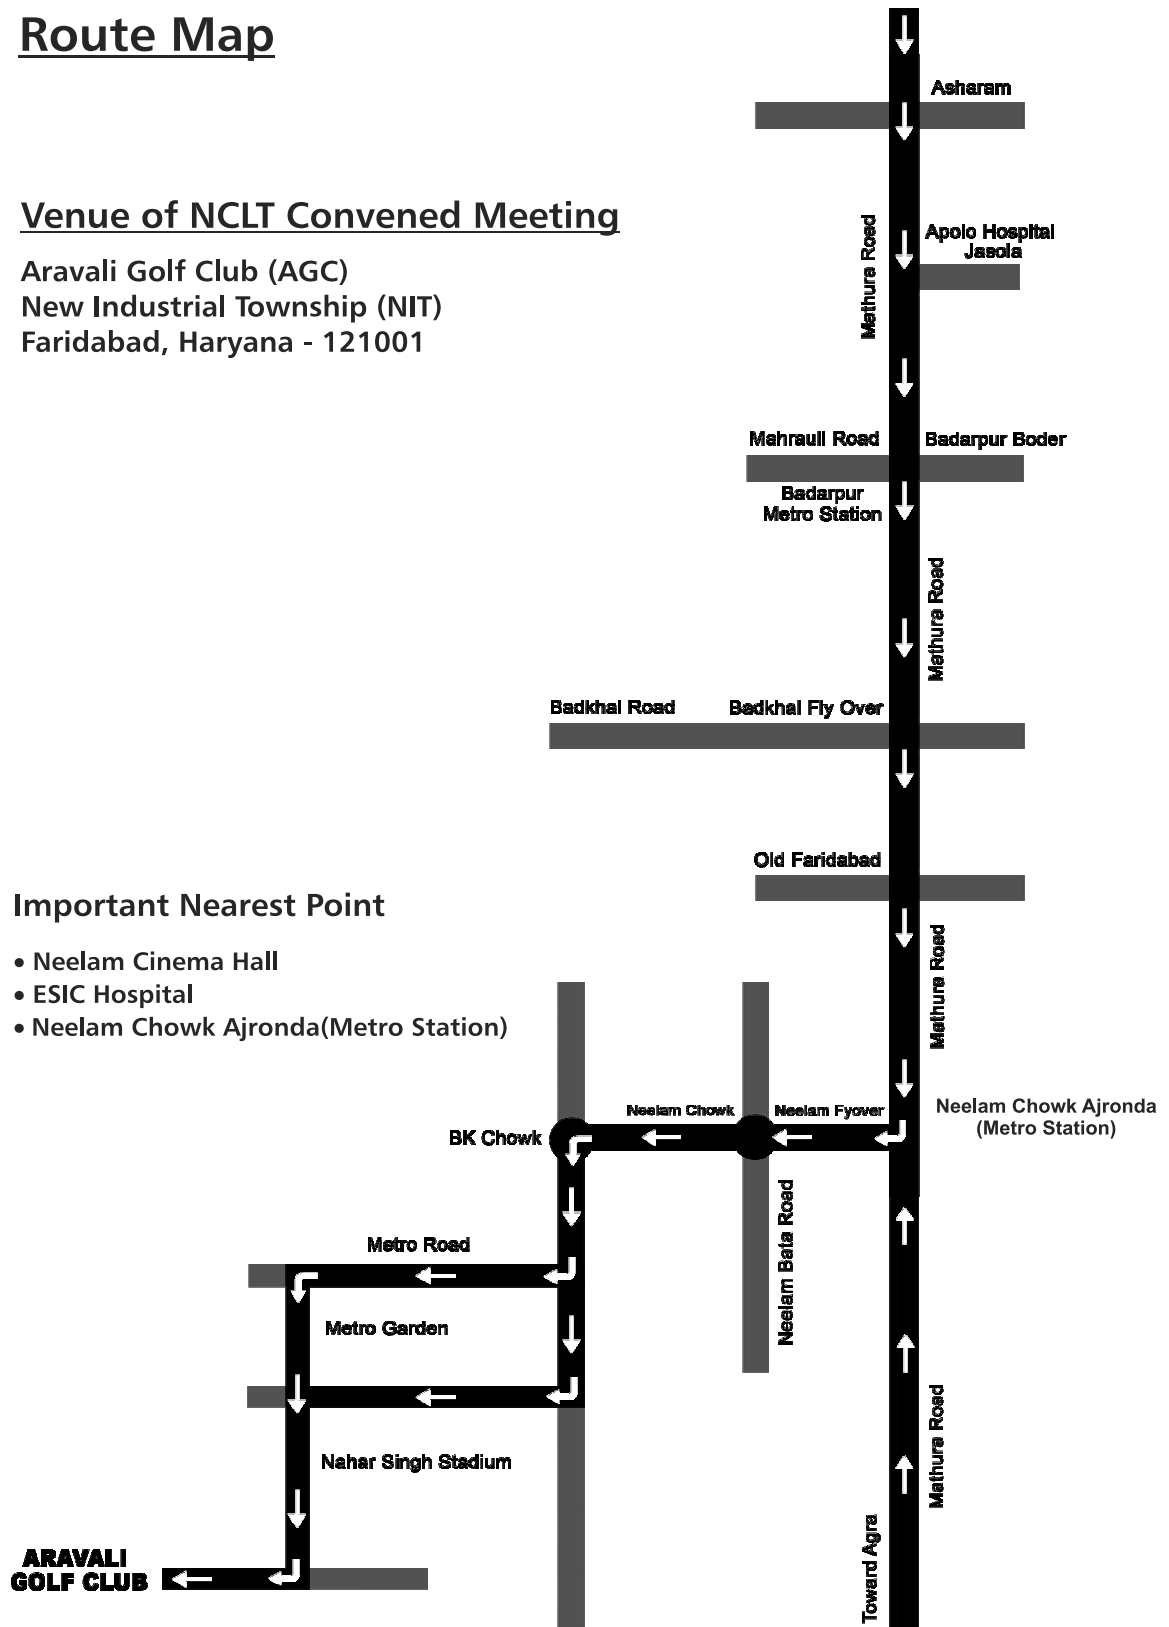 Route Map
Asharam
Venue of NCLT Convened Meeting
Mathura Road
Apolo Hospital
Jasola
Aravali Golf Club (AGC)
New Industrial Township (NIT)
Faridabad, Haryana - 121001
Mahrauli Road
Badarpur Boder
Badarpur
Metro Station
Mathura Road
Badkhal Road
Badkhal Fly Over
Old Faridabad
Important Nearest Point
• Neelam Cinema Hall
• ESIC Hospital
• Neelam Chowk Ajronda(Metro Station)
Mathura Road
Neelam Chowk
Neelam Fyover
Neelam Chowk Ajronda
(Metro Station)
BK Chowk
Neelam Bata Road
Metro Road
Metro Garden
Mathura Road
Nahar Singh Stadium
Toward Agra
ARAVALI
GOLF CLUB